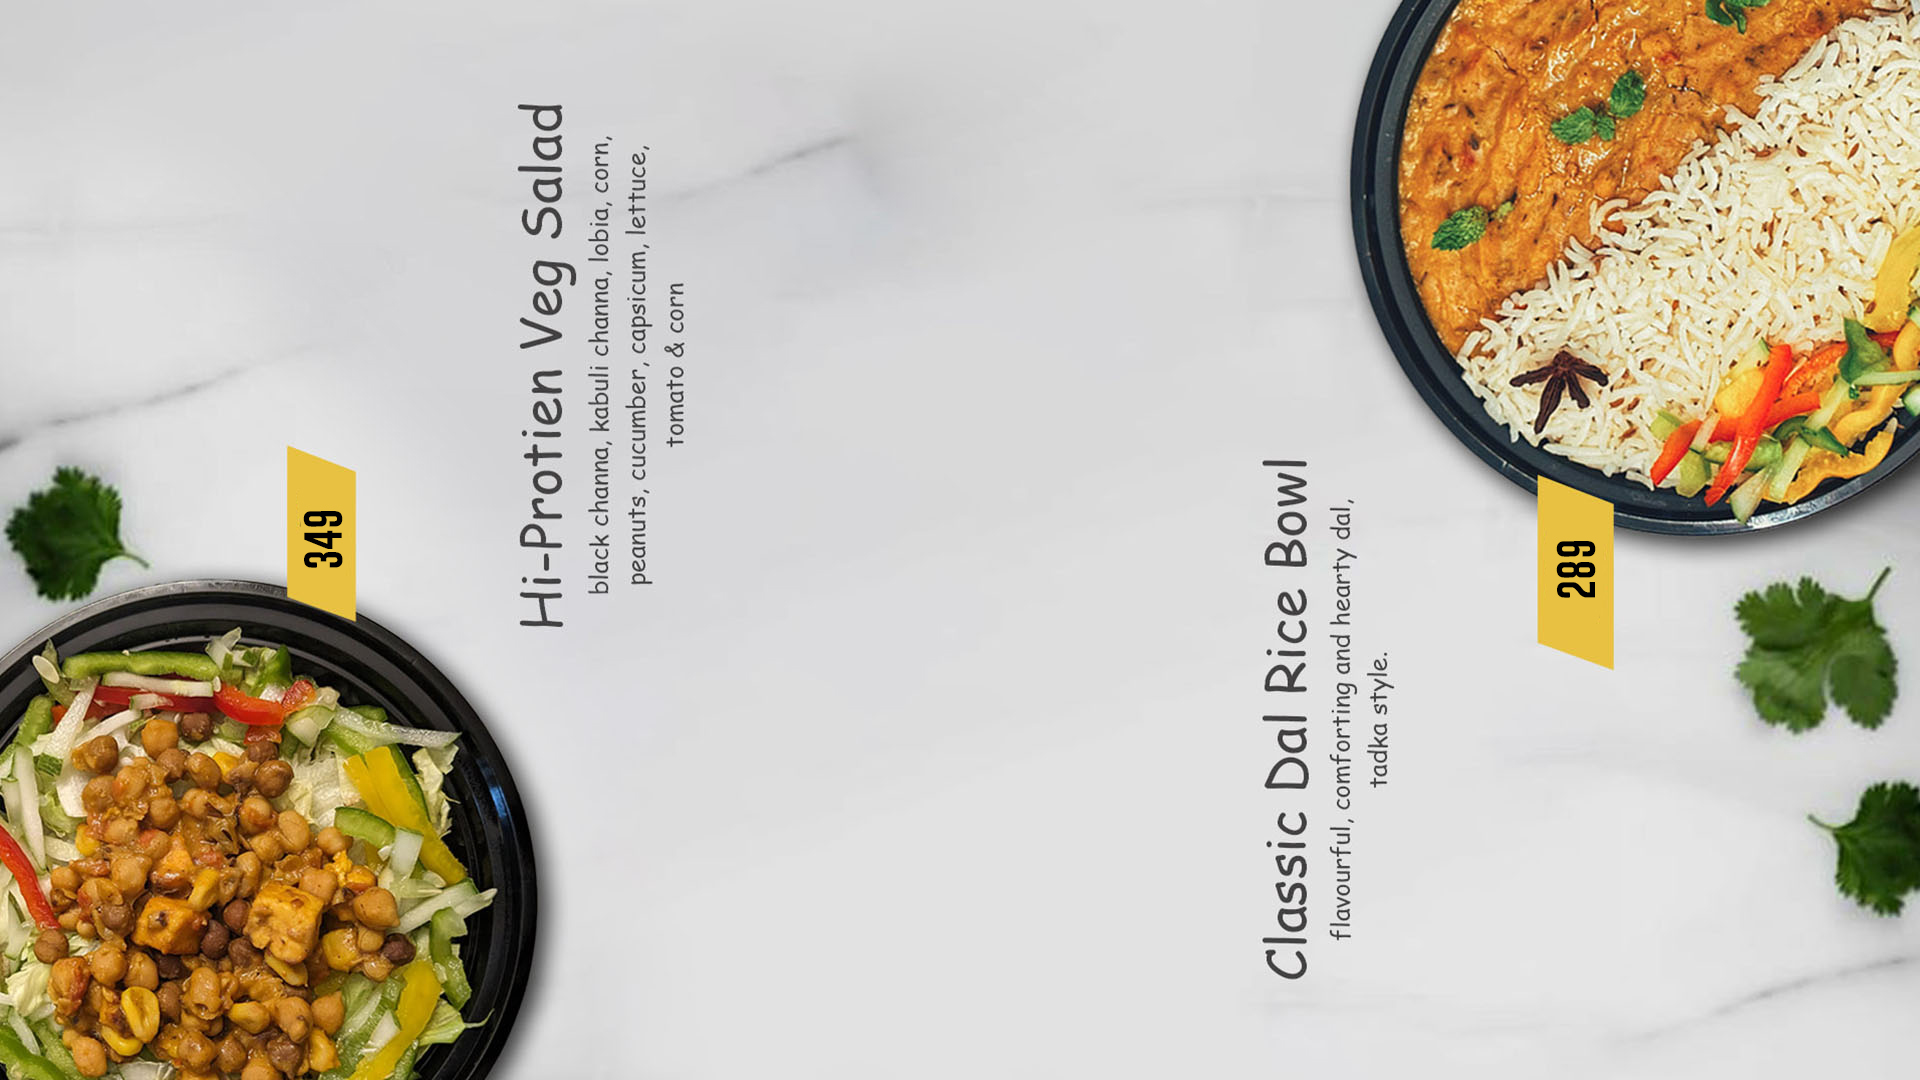 Hi-Protien Veg Salad
black channa, kabuli channa, lobia, corn,
peanuts, cucumber, capsicum, lettuce,
tomato & corn
349
Classic Dal Rice Bowl
flavourful, comforting and hearty dal,
tadka style.
289